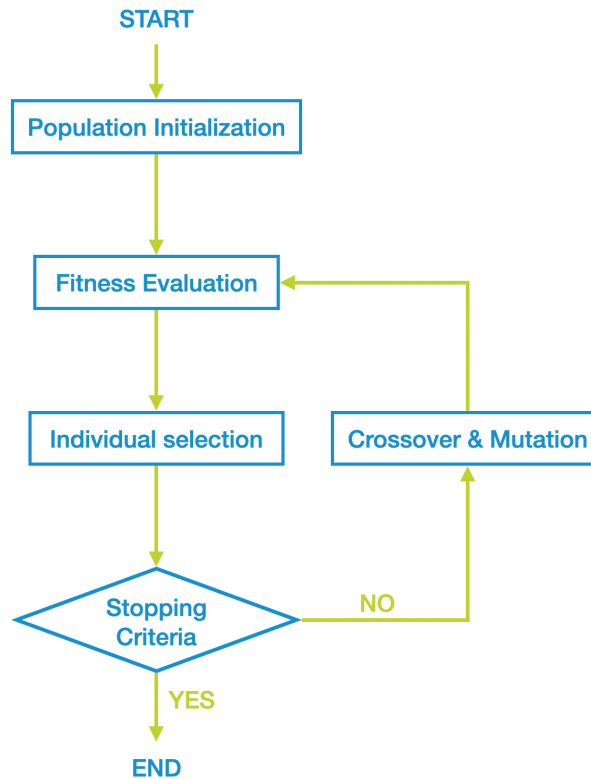 START
Population Initialization
Fitness Evaluation
Individual selection
Crossover & Mutation
Stopping
Criteria
NO
YES
END